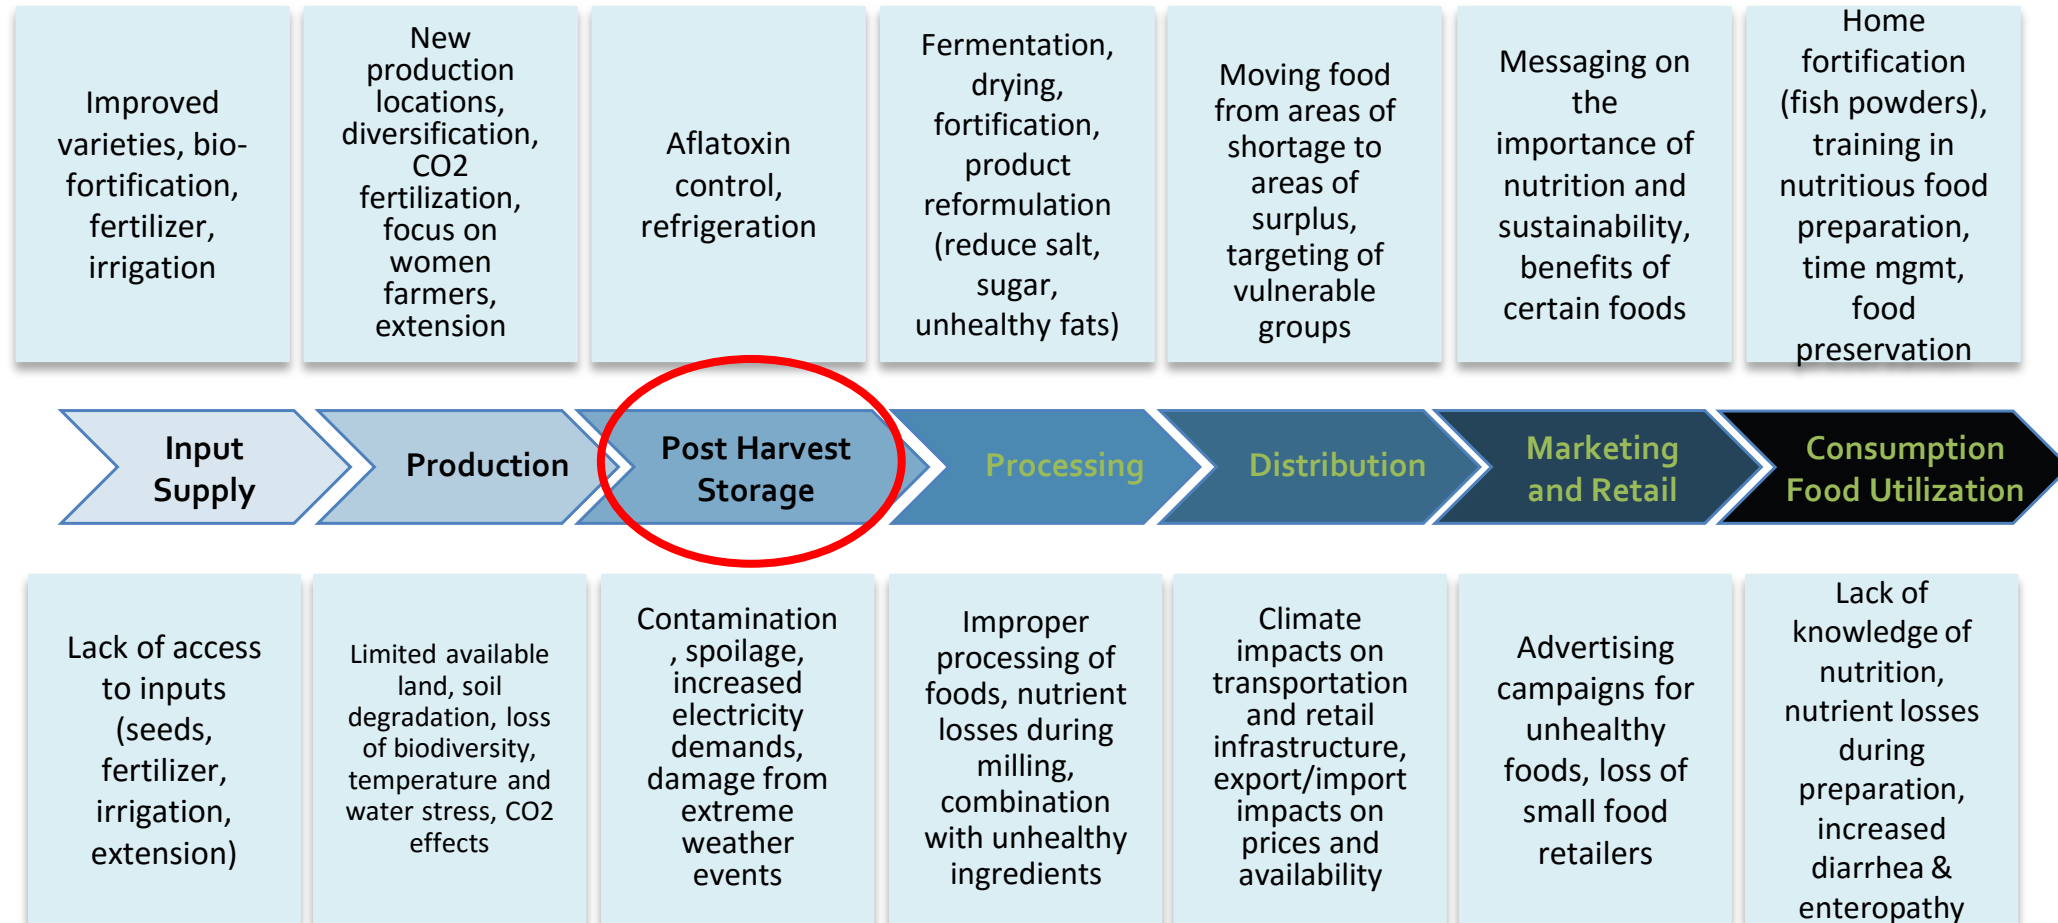 Improved
varieties, bio-
fortification,
fertilizer,
irrigation
New
production
locations,
diversification,
CO2
fertilization,
focus on
women
farmers,
extension
Aflatoxin
control,
refrigeration
Fermentation,
drying,
fortification,
product
reformulation
(reduce salt,
sugar,
unhealthy fats)
Moving food
from areas of
shortage to
areas of
surplus,
targeting of
vulnerable
groups
Messaging on
the
importance of
nutrition and
sustainability,
benefits of
certain foods
Home
fortification
(fish powders),
training in
nutritious food
preparation,
time mgmt,
food
preservation
Input
Supply
Production
Post Harvest
Storage
Processing
Distribution
Marketing
and Retail
Consumption
Food Utilization
Lack of access
to inputs
(seeds,
fertilizer,
irrigation,
extension)
Limited available
land, soil
degradation, loss
of biodiversity,
temperature and
water stress, CO2
effects
Contamination
, spoilage,
increased
electricity
demands,
damage from
extreme
weather
events
Improper
processing of
foods, nutrient
losses during
milling,
combination
with unhealthy
ingredients
Climate
impacts on
transportation
and retail
infrastructure,
export/import
impacts on
prices and
availability
Advertising
campaigns for
unhealthy
foods, loss of
small food
retailers
Lack of
knowledge of
nutrition,
nutrient losses
during
preparation,
increased
diarrhea &
enteropathy